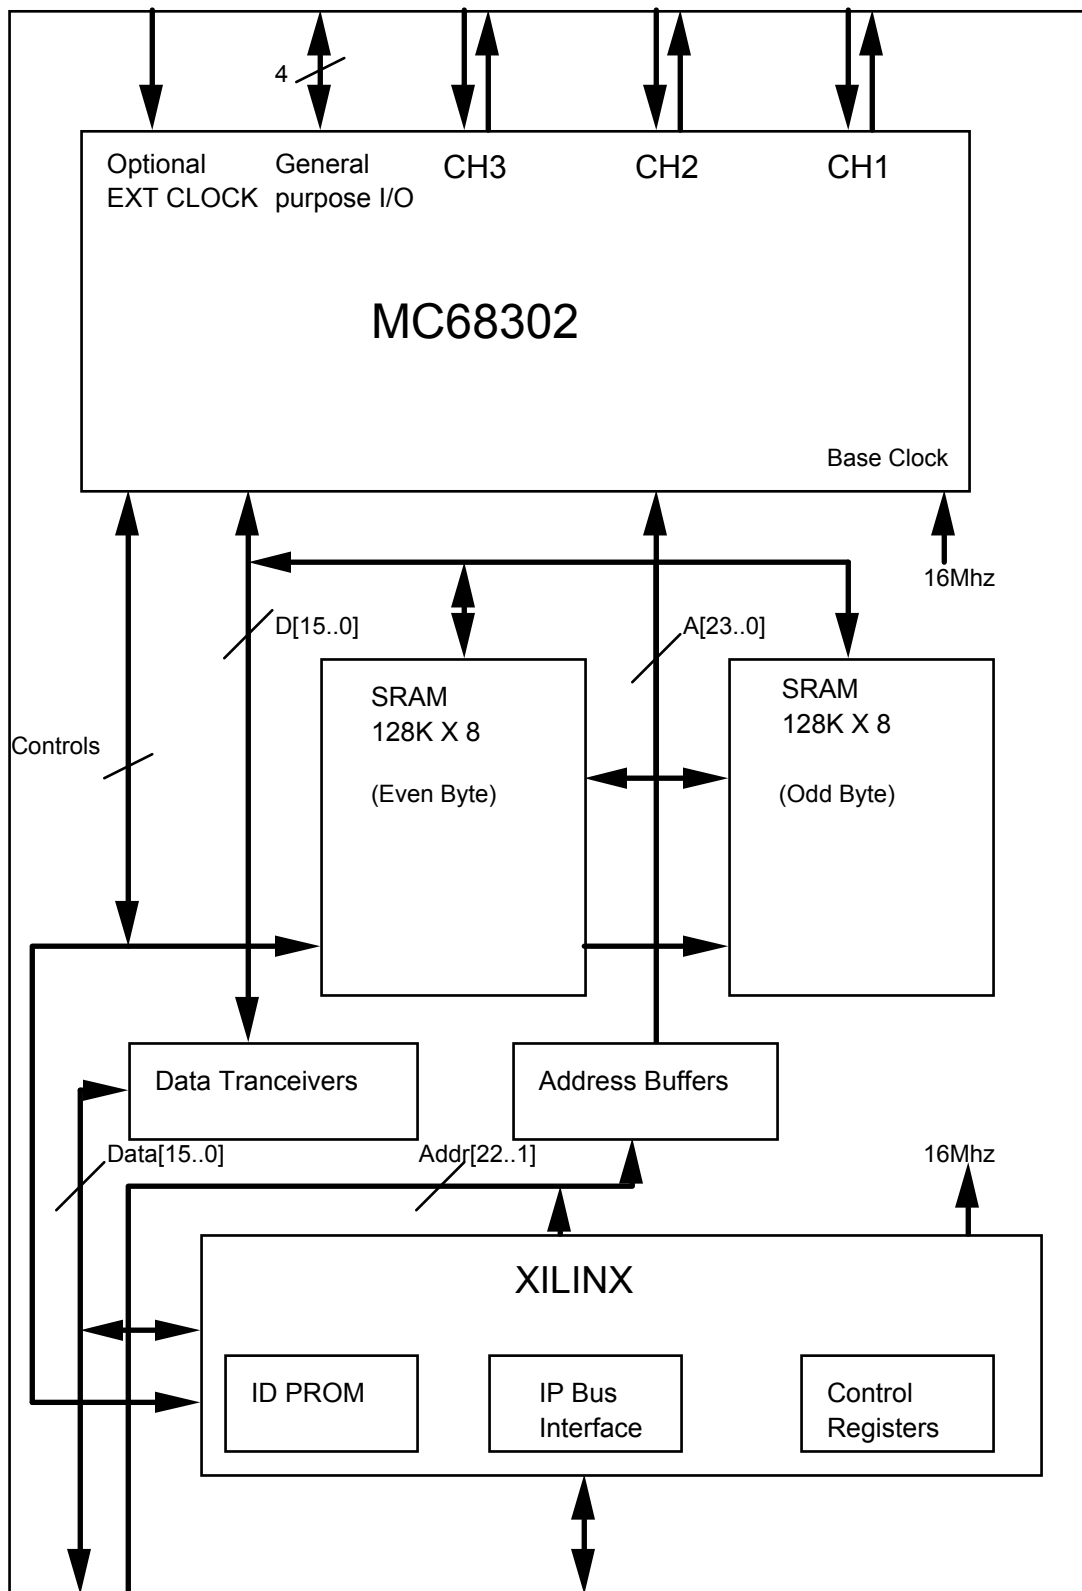 4
Optional
EXT CLOCK
General
purpose I/O
CH3
CH2
CH1
MC68302
Base Clock
16Mhz
D[15..0]
A[23..0]
SRAM
128K X 8
(Even Byte)
SRAM
128K X 8
(Odd Byte)
Controls
Data Tranceivers
Address Buffers
Data[15..0]
Addr[22..1]
16Mhz
XILINX
ID PROM
IP Bus
Interface
Control
Registers